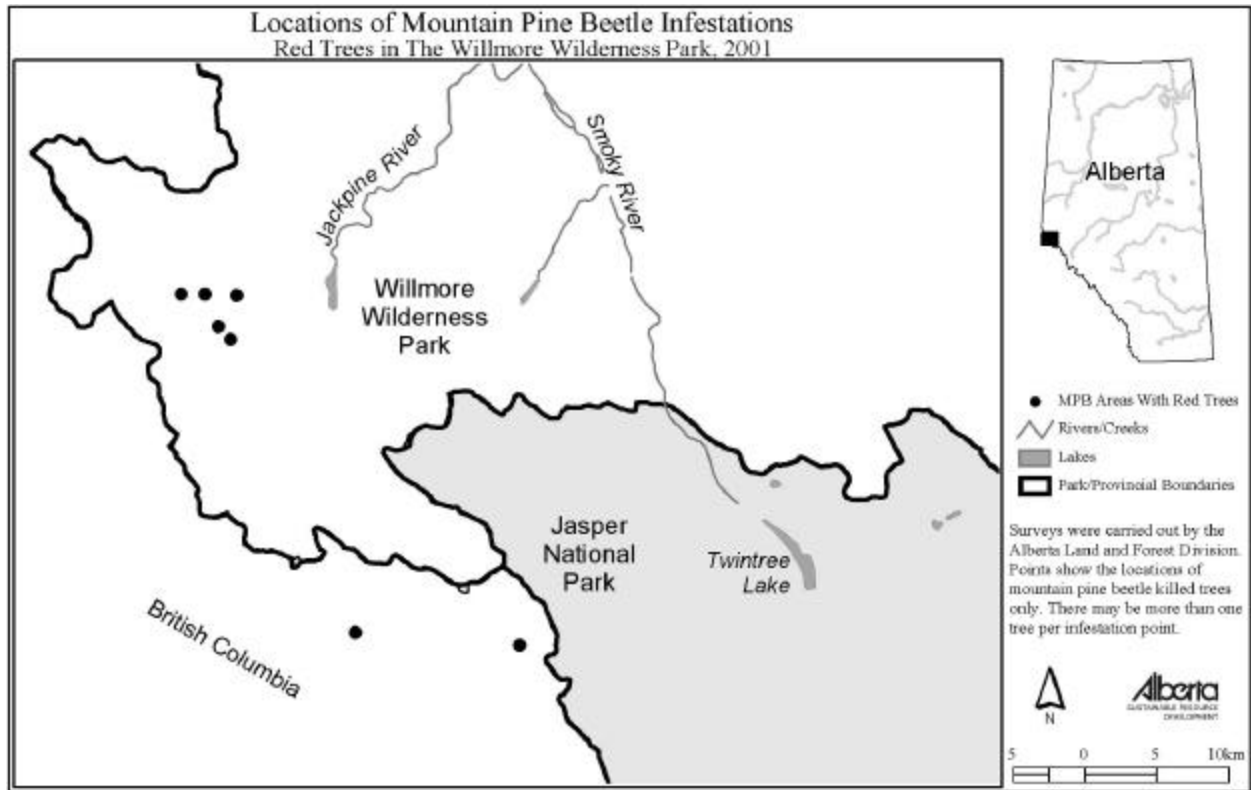 Locations of Mountain Pine Beetle Infestations
Red Trees in The Willmore Wilderness Park, 2001
Jackpine River
Smoky River
Willmore
Wilderness
Park
Jasper
National
Park
Twintree
Lake
British Columbia
Alberta
MPB Areas With Red Trees
Rivers/Creeks
Lakes
Park/Provincial Boundaries
Surveys were carried out by the
Alberta Land and Forest Division.
Points show the locations of
mountain pine beetle killed trees
only. There may be more than one
tree per infestation point.
N
Alberta
SUSTAINABLE RESOURCE
DEVELOPMENT
5 0 5 10km